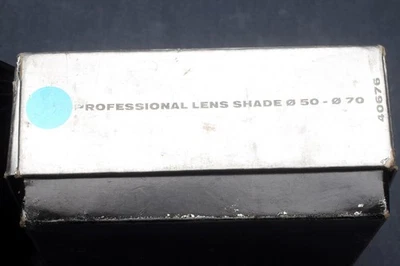 PROFESSIONAL LENS SHADE Ø 50 - Ø 70
40676